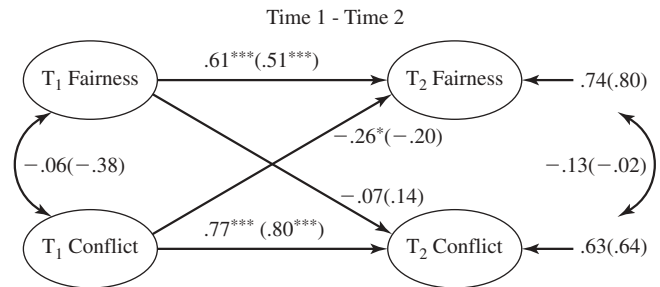 Time 1 - Time 2
.61***(.51***)
T1 Fairness
T2 Fairness
.74(.80)
−.26*(−.20)
−.06(−.38)
−.13(−.02)
−.07(.14)
.77*** (.80***)
T1 Conflict
T2 Conflict
.63(.64)